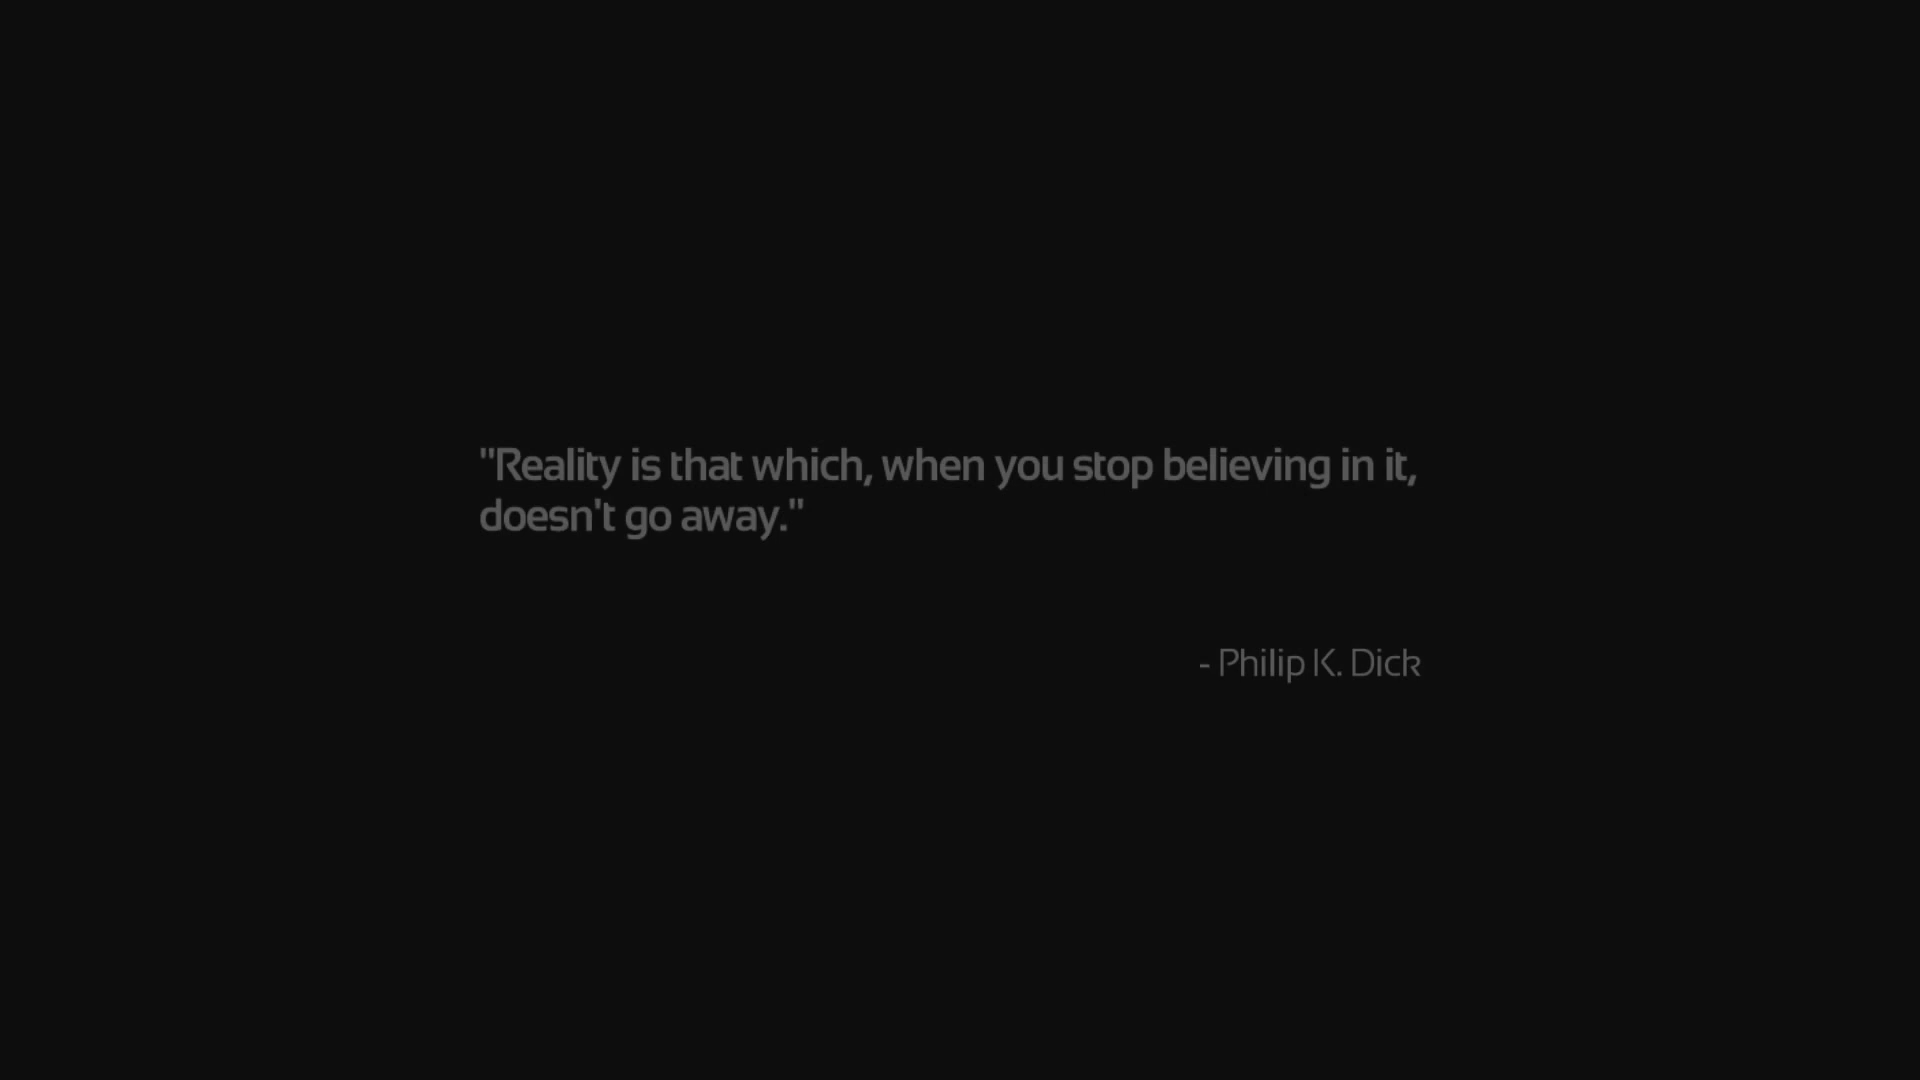 "Reality is that which, when you stop believing in it,
doesn't go away."
- Philip K. Dick